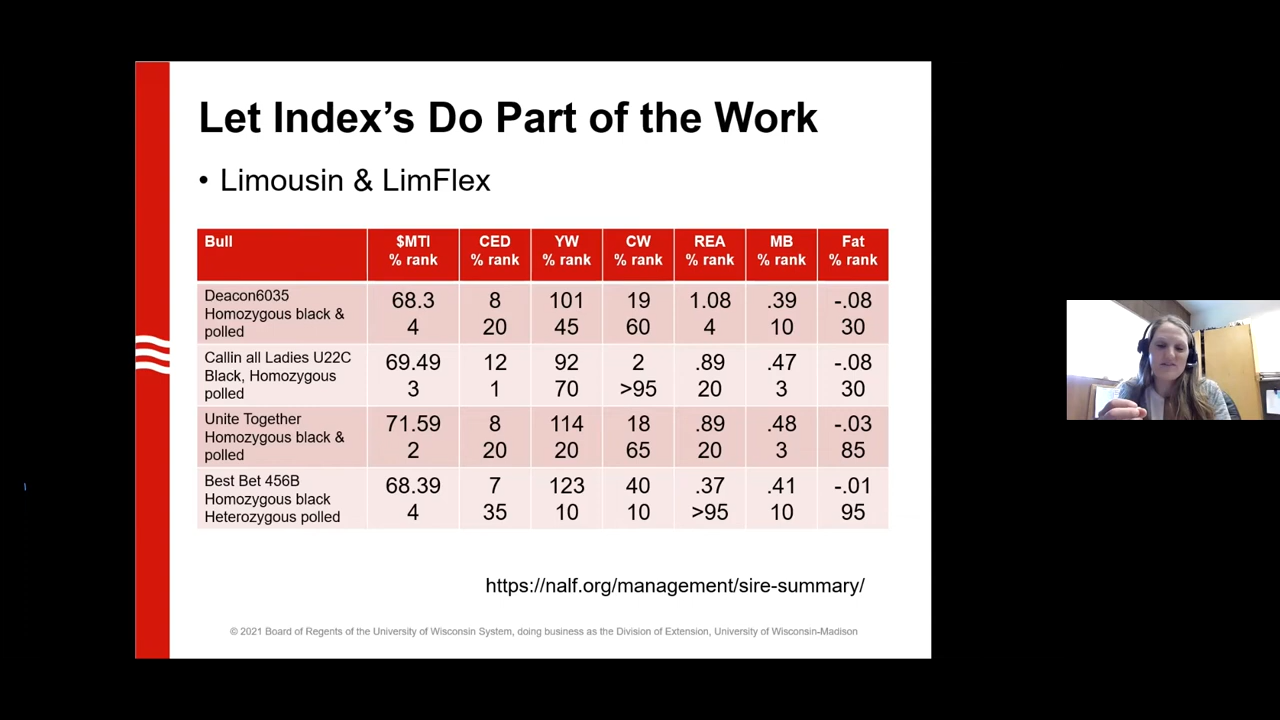 Let Index’s Do Part of the Work
• Limousin & LimFlex
Bull $MTI CED YW CW REA MB Fat
% rank % rank % rank % rank % rank % rank % rank
Deacon6035 68.3 8 101 19 1.08 .39 -.08
Homozygous black &
polled 4 20 45 60 4 10 30
Callin all Ladies U22C 69.49 12 92 2 .89 .47 -.08
Black, Homozygous
polled 3 1 70 >95 20 3 30
Unite Together 71.59 8 114 18 .89 .48 -.03
Homozygous black &
polled 2 20 20 65 20 3 85
Best Bet 456B 68.39 7 123 40 .37 .41 -.01
Homozygous black
Heterozygous polled 4 35 10 10 >95 10 95
https://nalf.org/management/sire-summary/
© 2021 Board of Regents of the University of Wisconsin System, doing business as the Division of Extension, University of Wisconsin-Madison